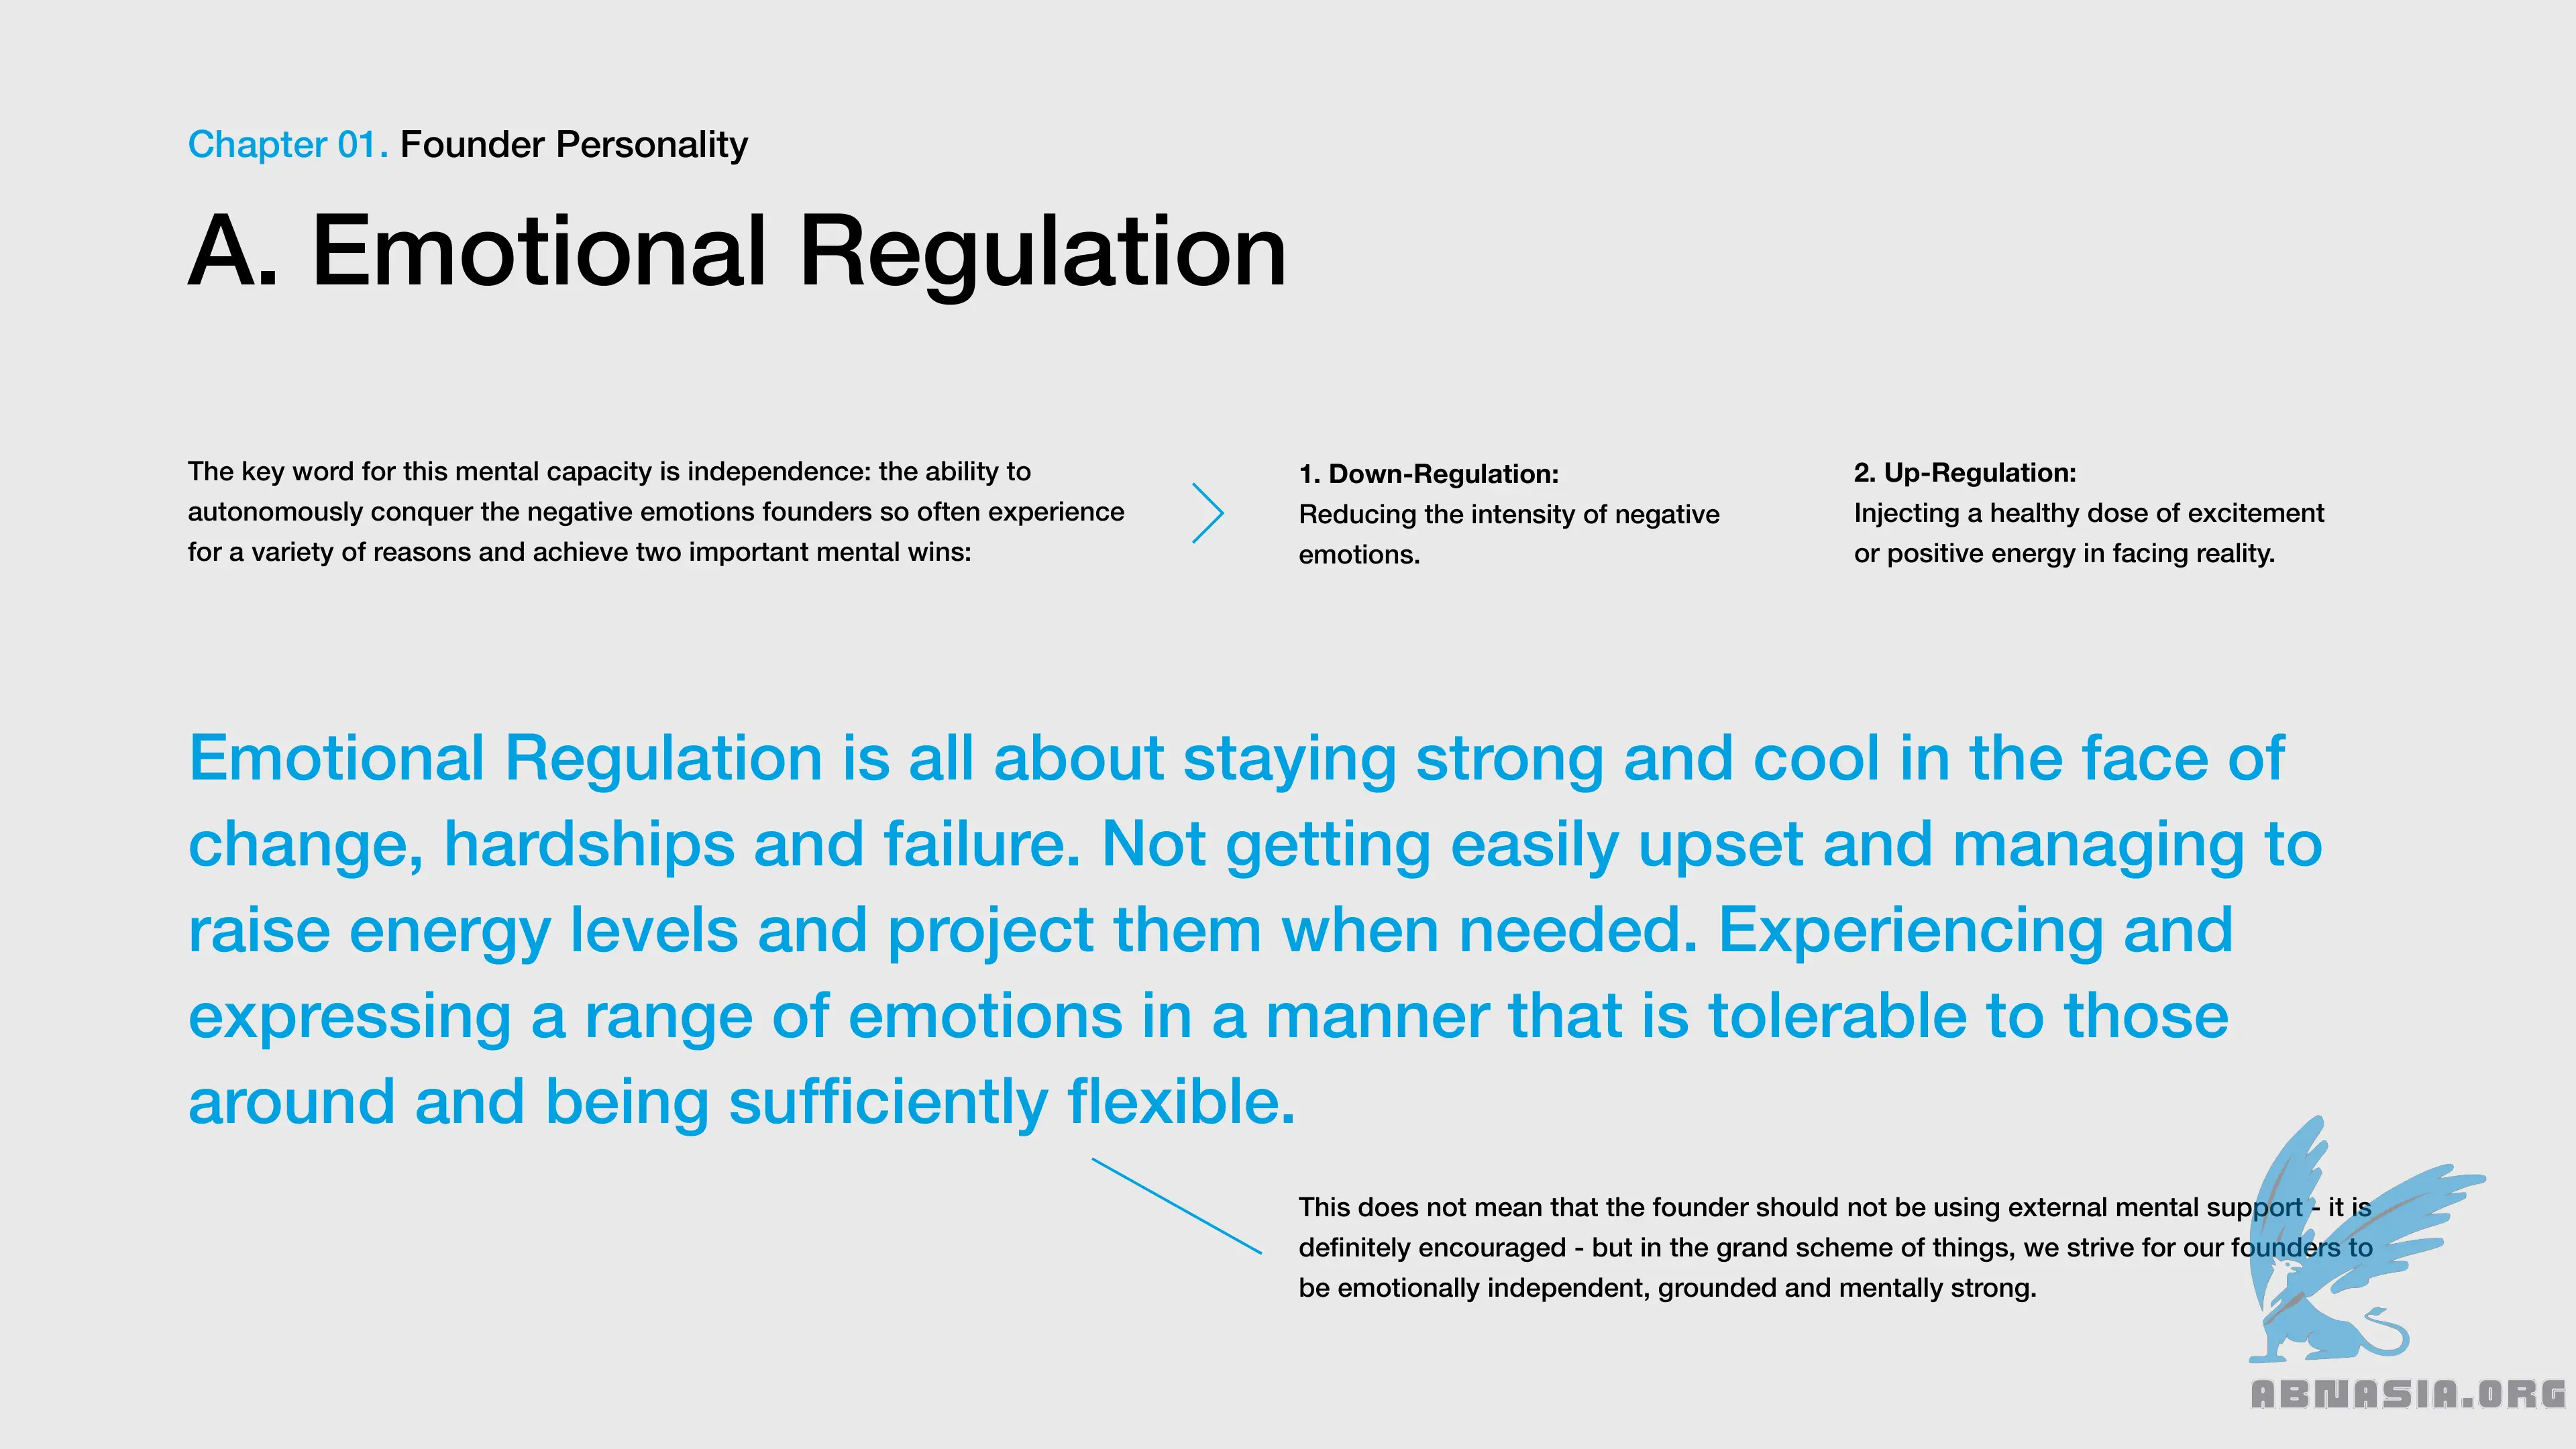 Chapter 01. Founder Personality
A. Emotional Regulation
The key word for this mental capacity is independence: the ability to
autonomously conquer the negative emotions founders so often experience
for a variety of reasons and achieve two important mental wins:
1. Down-Regulation:
Reducing the intensity of negative
emotions.
2. Up-Regulation:
Injecting a healthy dose of excitement
or positive energy in facing reality.
Emotional Regulation is all about staying strong and cool in the face of
change, hardships and failure. Not getting easily upset and managing to
raise energy levels and project them when needed. Experiencing and
expressing a range of emotions in a manner that is tolerable to those
around and being sufficiently flexible.
This does not mean that the founder should not be using external mental support - it is
definitely encouraged - but in the grand scheme of things, we strive for our founders to
be emotionally independent, grounded and mentally strong.
ABNASIA.ORG